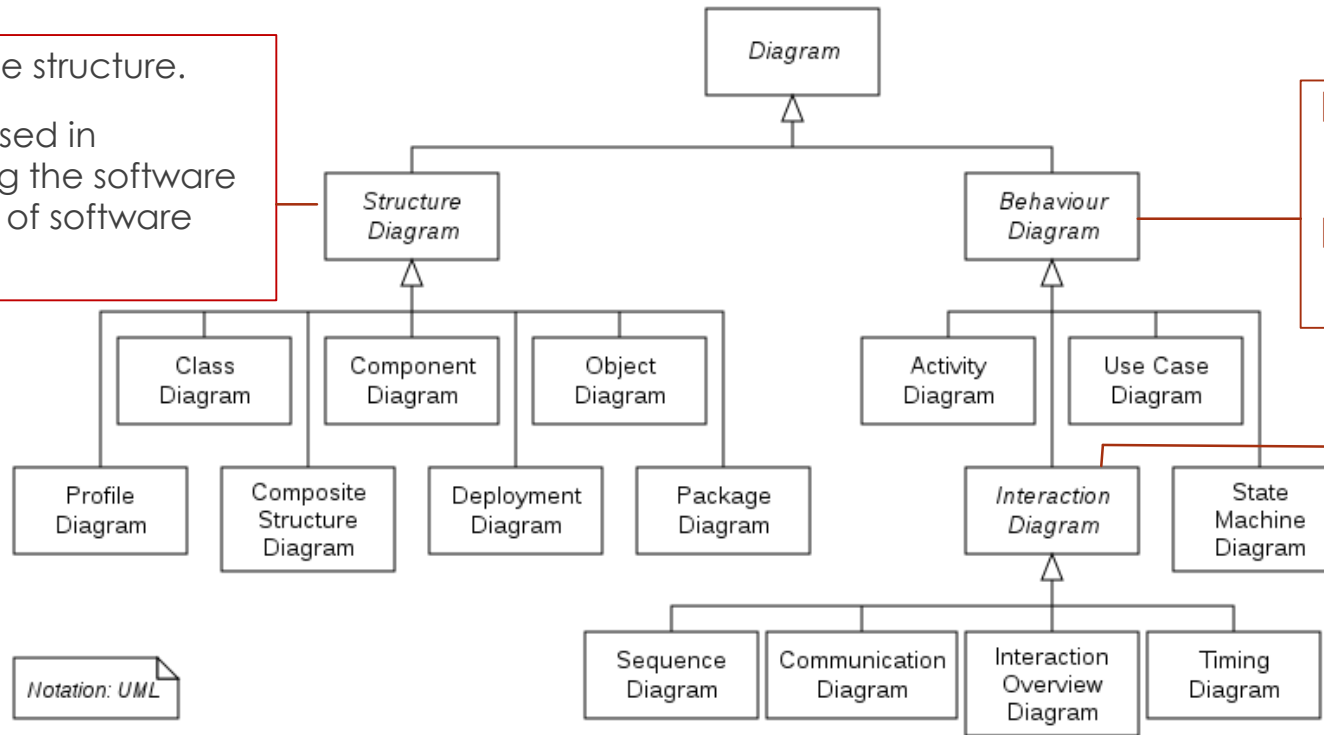 Diagram
e structure.
sed in
g the software
of software
Structure
Diagram
Behaviour
Diagram
Class
Diagram
Component
Diagram
Object
Diagram
Activity
Diagram
Use Case
Diagram
Profile
Diagram
Composite
Structure
Diagram
Deployment
Diagram
Package
Diagram
Interaction
Diagram
State
Machine
Diagram
Sequence
Diagram
Communication
Diagram
Interaction
Overview
Diagram
Timing
Diagram
Notation: UML